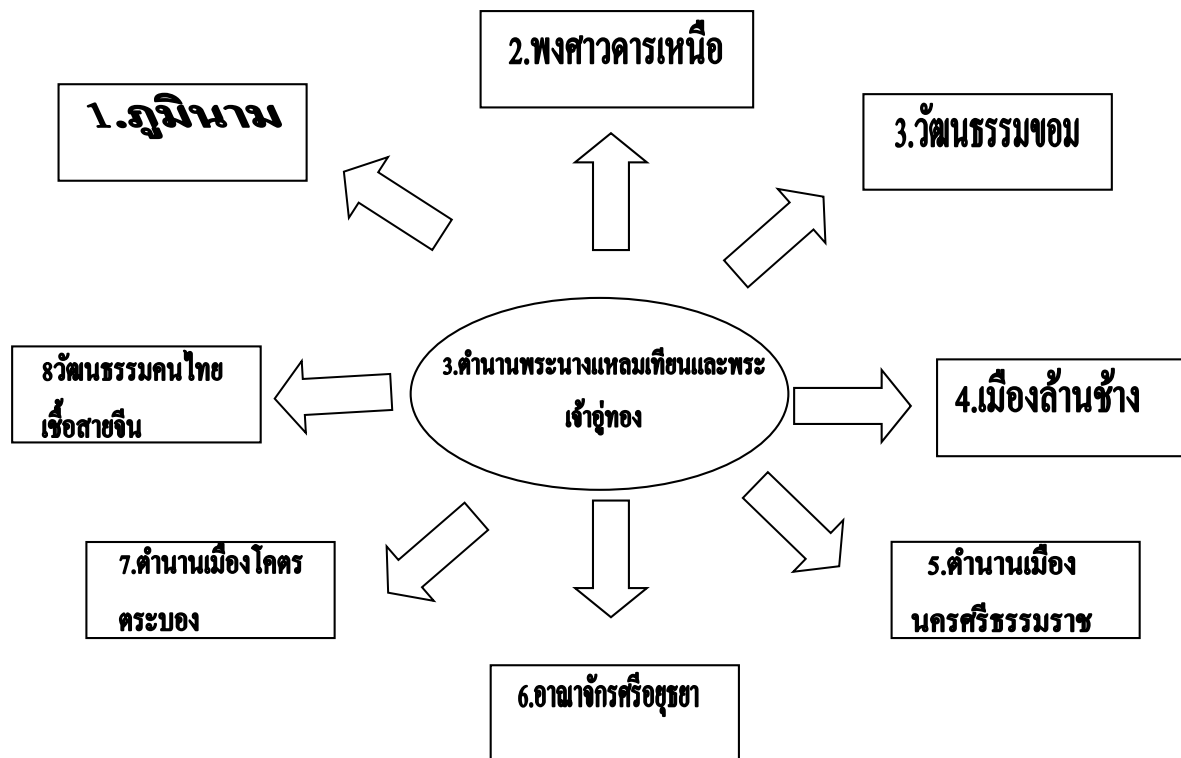 2.พงศาวดารเหนือ
1.ภูมินาม
3.วัฒนธรรมขอม
3.ตำนานพระนางแหลมเทียนและพระ
เจ้าอู่ทอง
8วัฒนธรรมคนไทย
เชื้อสายจีน
4.เมืองล้านช้าง
7.ตำนานเมืองโคตร
ตระบอง
5.ตำนานเมือง
นครศรีธรรมราช
6.อาณาจักรศรีอยุธยา